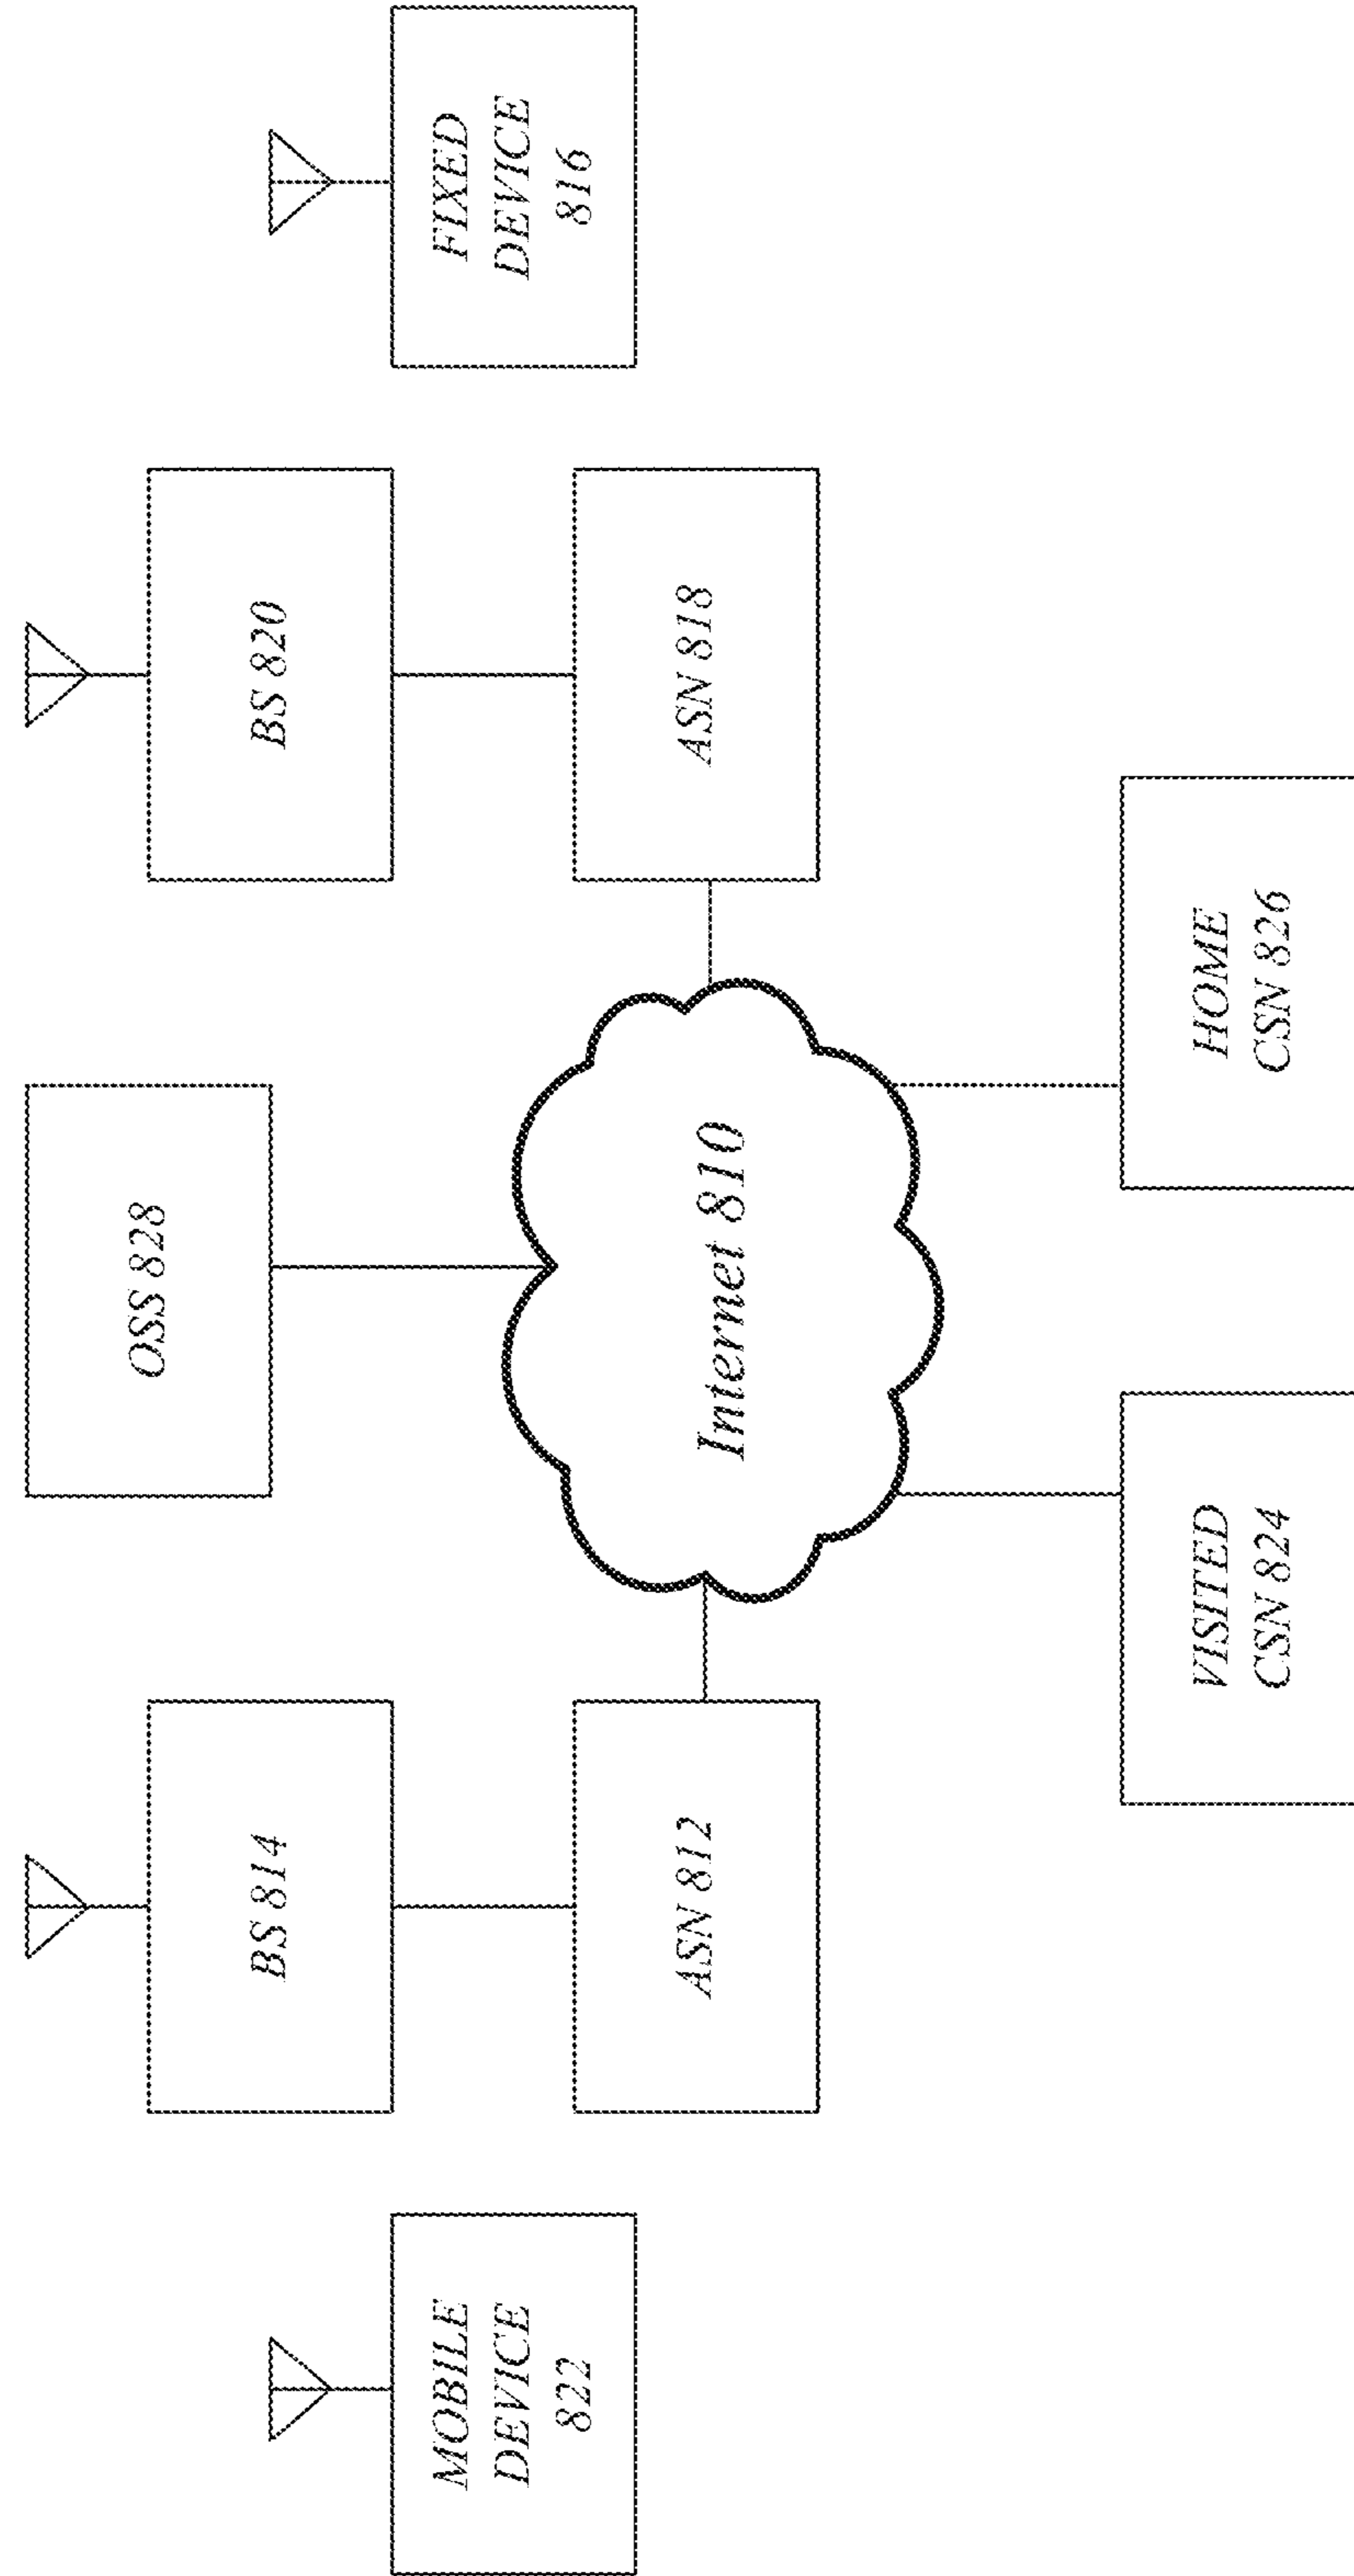 OSS 828
BS 814
BS 820
MOBILE
DEVICE
822
FIXED
DEVICE
816
ASN 812
Internet 810
ASN 818
VISITED
CSN 824
HOME
CSN 826